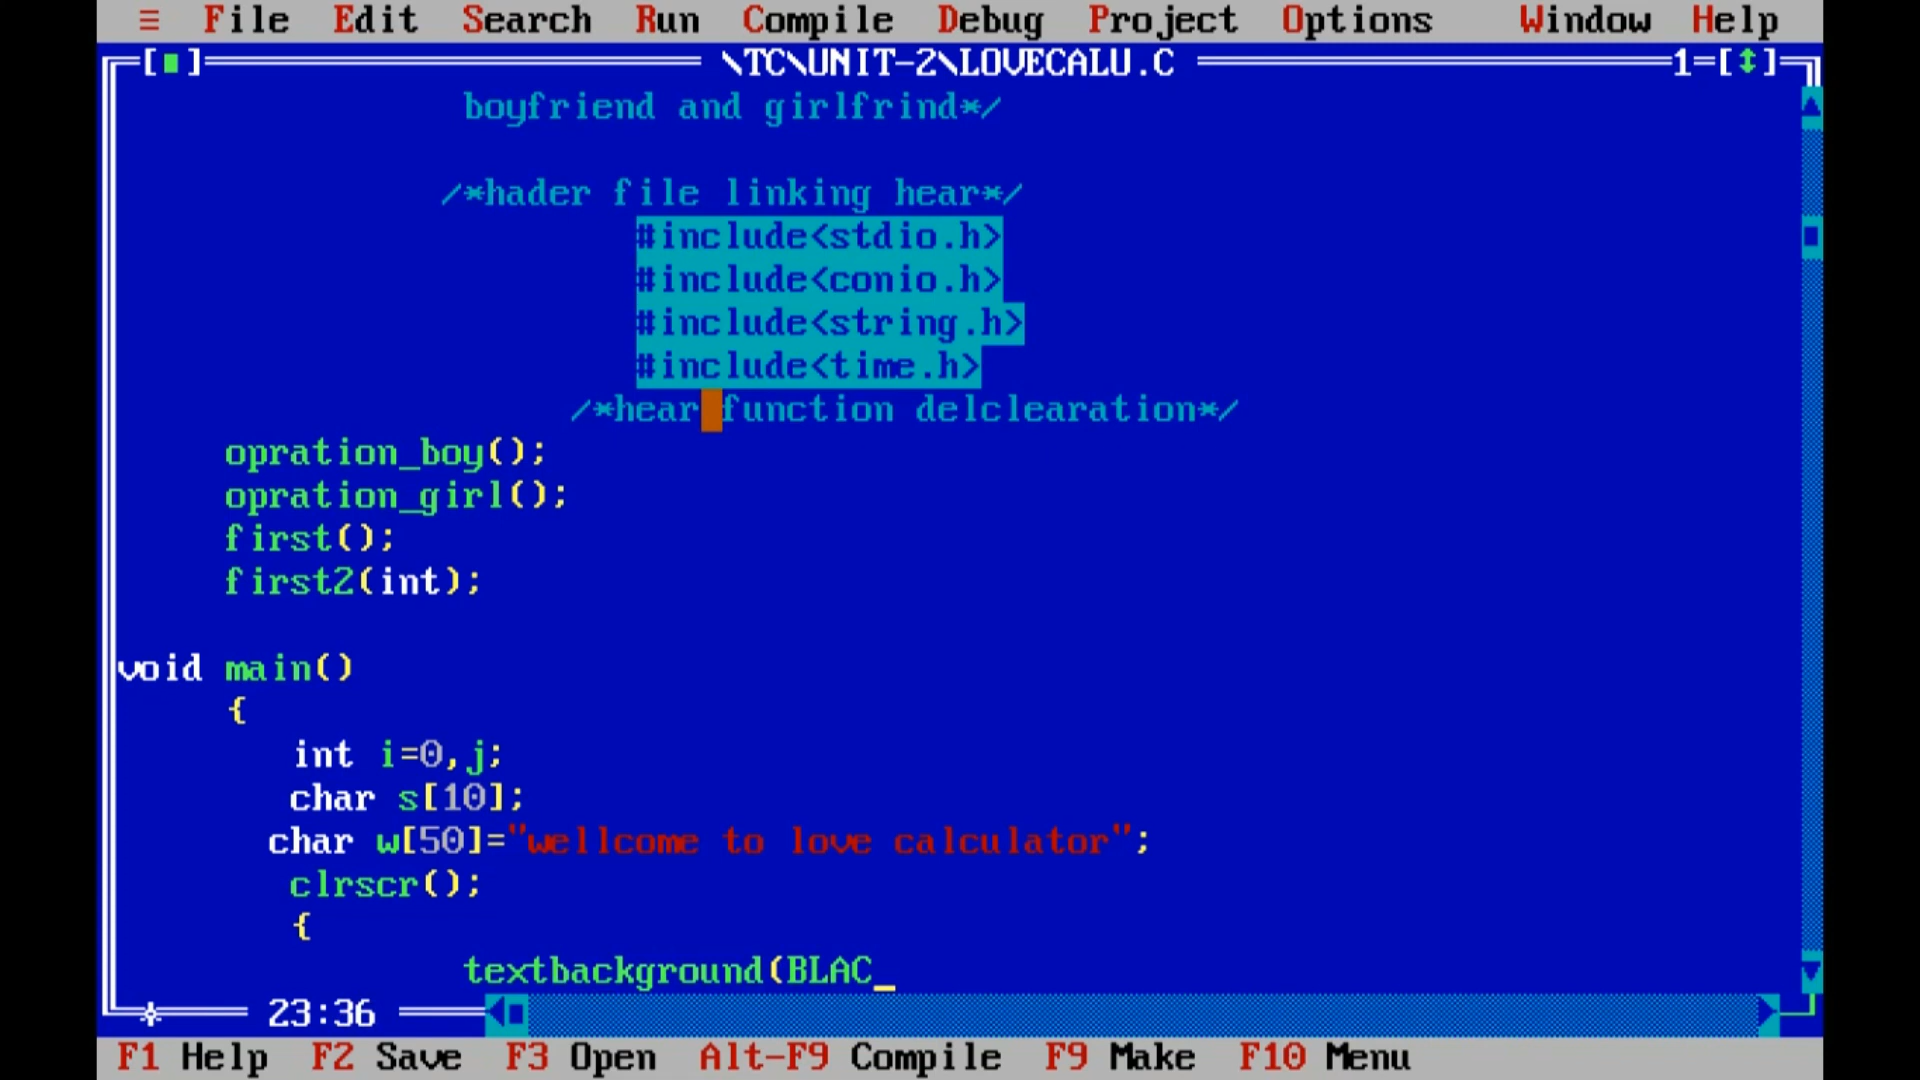 ≡ File Edit Search Run Compile Debug Project Options Window Help
[■] \TC\UNIT-2\LOVECALU.C 1=[↕]
boyfriend and girlfrind*/
/*hader file linking hear*/
#include<stdio.h>
#include<conio.h>
#include<string.h>
#include<time.h>
/*hear function delclearation*/
opration_boy();
opration_girl();
first();
first2(int);
void main()
{
int i=0,j;
char s[10];
char w[50]="wellcome to love calculator";
clrscr();
{
textbackground(BLAC_
23:36
F1 Help F2 Save F3 Open Alt-F9 Compile F9 Make F10 Menu